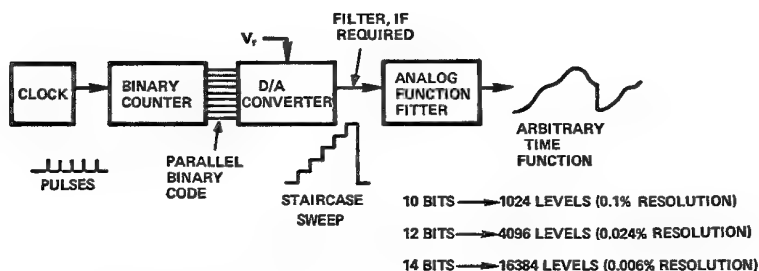 FILTER, IF
REQUIRED
Vr
CLOCK
BINARY
COUNTER
D/A
CONVERTER
ANALOG
FUNCTION
FITTER
PULSES
PARALLEL
BINARY
CODE
STAIRCASE
SWEEP
ARBITRARY
TIME
FUNCTION
10 BITS → 1024 LEVELS (0.1% RESOLUTION)
12 BITS → 4096 LEVELS (0.024% RESOLUTION)
14 BITS → 16384 LEVELS (0.006% RESOLUTION)